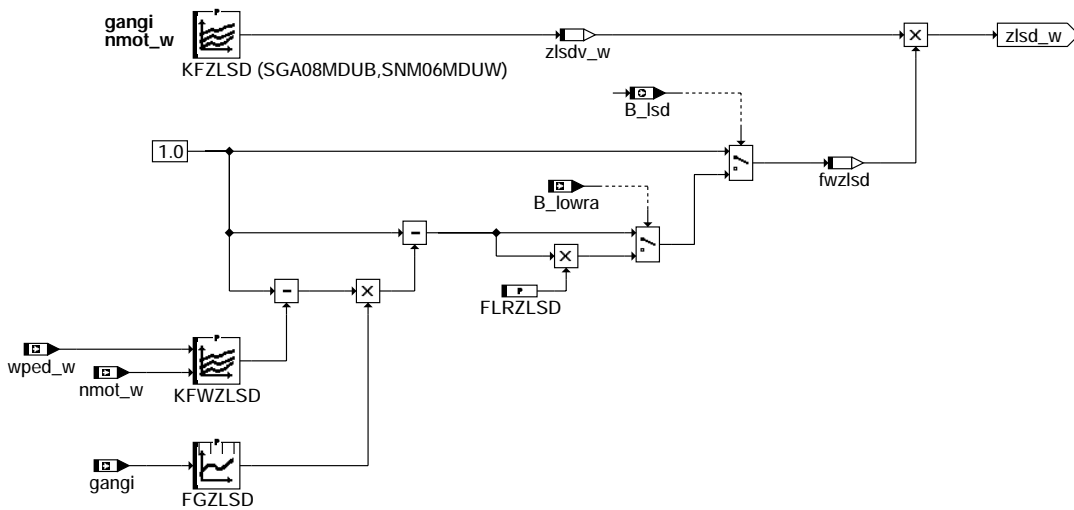 gangi
nmot_w
P
KFZLSD (SGA08MDUB,SNM06MDUW)
zlsdv_w
zlsd_w
B_lsd
1.0
fwzlsd
B_lowra
P
FLRZLSD
wped_w
nmot_w
P
KFWZLSD
gangi
P
FGZLSD